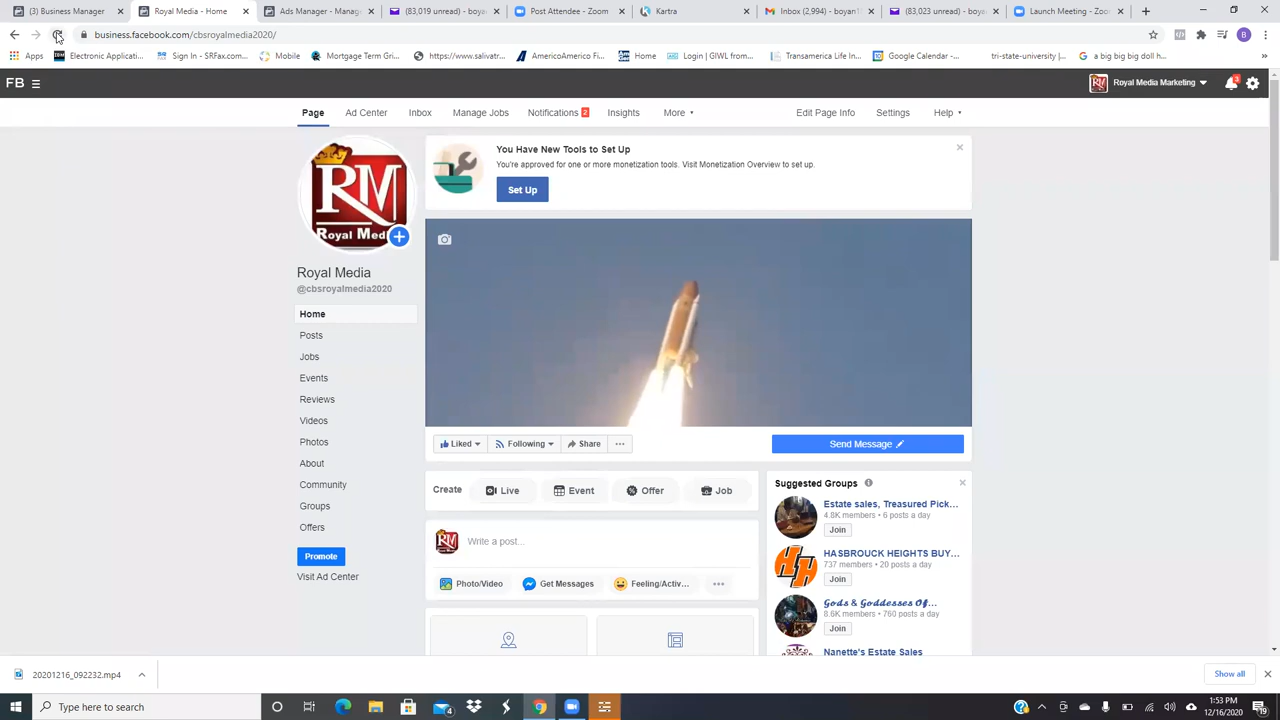 (3) Business Manager
Royal Media - Home
Ads Manager - Manage
(83,019 unread) - boyan
Post Attendee - Zoom
Kartra
Inbox (2,994) - boyan1
(83,023 unread) - boyan
Launch Meeting - Zoom
business.facebook.com/cbsroyalmedia2020/
B
Apps
Electronic Applicati...
Sign In - SRFax.com...
Mobile
Mortgage Term Gri...
https://www.salivatr...
AmericoAmerico Fi...
Home
Login | GIWL from...
Transamerica Life In...
Google Calendar -...
tri-state-university |...
a big big big doll h...
»
FB
Royal Media Marketing
3
Page
Ad Center
Inbox
Manage Jobs
Notifications 2
Insights
More
Edit Page Info
Settings
Help
RM
Royal Med
You Have New Tools to Set Up
You're approved for one or more monetization tools. Visit Monetization Overview to set up.
Set Up
Royal Media
@cbsroyalmedia2020
Home
Posts
Jobs
Events
Reviews
Videos
Photos
About
Community
Groups
Offers
Promote
Visit Ad Center
Liked
Following
Share
Send Message
Create
Live
Event
Offer
Job
RM
Write a post...
Photo/Video
Get Messages
Feeling/Activ...
Suggested Groups
Estate sales, Treasured Pick...
4.8K members • 6 posts a day
Join
HH
HASBROUCK HEIGHTS BUY...
737 members • 20 posts a day
Join
𝓖𝓸𝓭𝓼 & 𝓖𝓸𝓭𝓭𝓮𝓼𝓼𝓮𝓼 𝓞𝓯...
8.6K members • 760 posts a day
Join
Nanette's Estate Sales
20201216_092232.mp4
Show all
Type here to search
1:53 PM
12/16/2020